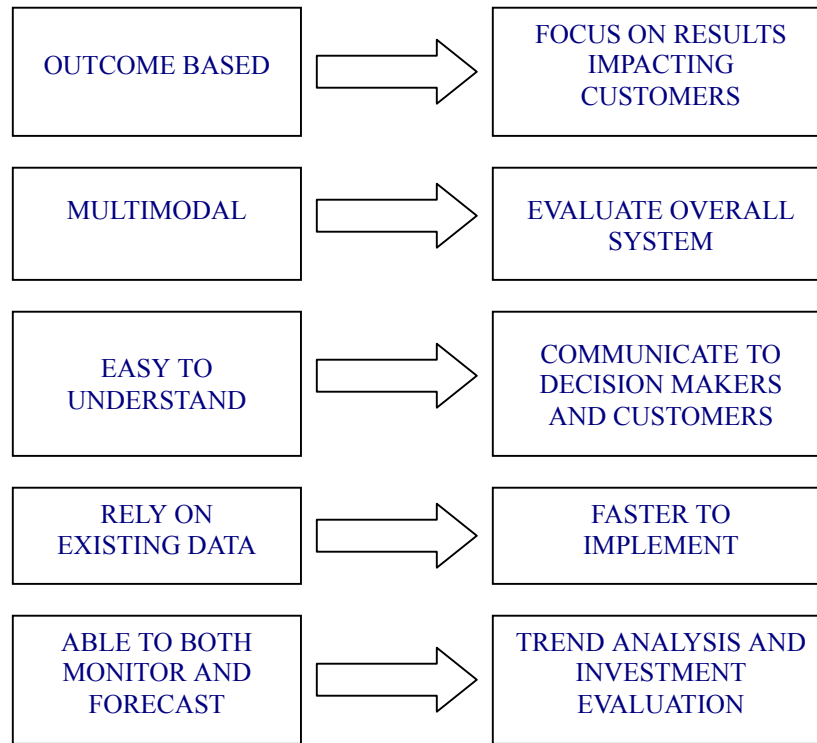 OUTCOME BASED
FOCUS ON RESULTS
IMPACTING
CUSTOMERS
MULTIMODAL
EVALUATE OVERALL
SYSTEM
EASY TO
UNDERSTAND
COMMUNICATE TO
DECISION MAKERS
AND CUSTOMERS
RELY ON
EXISTING DATA
FASTER TO
IMPLEMENT
ABLE TO BOTH
MONITOR AND
FORECAST
TREND ANALYSIS AND
INVESTMENT
EVALUATION